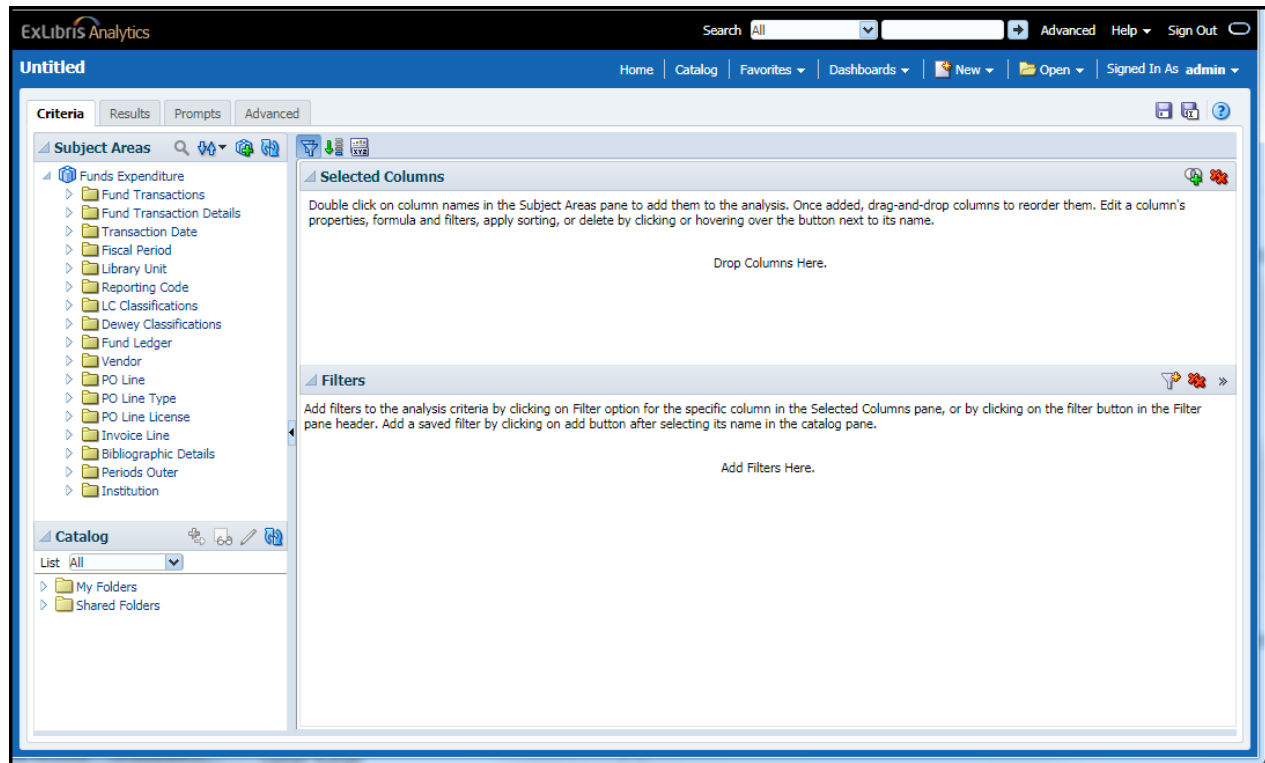 ExLibris Analytics
Search All Advanced Help Sign Out
Untitled
Home Catalog Favorites Dashboards New Open Signed In As admin
Criteria Results Prompts Advanced
Subject Areas
Funds Expenditure
Fund Transactions
Fund Transaction Details
Transaction Date
Fiscal Period
Library Unit
Reporting Code
LC Classifications
Dewey Classifications
Fund Ledger
Vendor
PO Line
PO Line Type
PO Line License
Invoice Line
Bibliographic Details
Periods Outer
Institution
Catalog
List All
My Folders
Shared Folders
XYZ
Selected Columns
Double click on column names in the Subject Areas pane to add them to the analysis. Once added, drag-and-drop columns to reorder them. Edit a column's
properties, formula and filters, apply sorting, or delete by clicking or hovering over the button next to its name.
Drop Columns Here.
Filters
»
Add filters to the analysis criteria by clicking on Filter option for the specific column in the Selected Columns pane, or by clicking on the filter button in the Filter
pane header. Add a saved filter by clicking on add button after selecting its name in the catalog pane.
Add Filters Here.